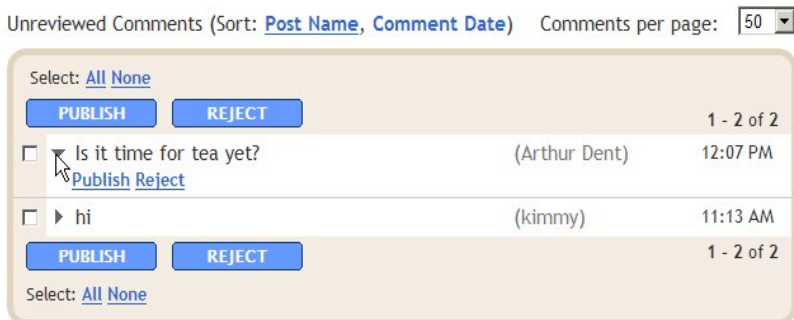 Unreviewed Comments (Sort: Post Name, Comment Date) Comments per page: 50
Select: All None
PUBLISH REJECT 1 - 2 of 2
Is it time for tea yet? (Arthur Dent) 12:07 PM
Publish Reject
hi (kimmy) 11:13 AM
PUBLISH REJECT 1 - 2 of 2
Select: All None